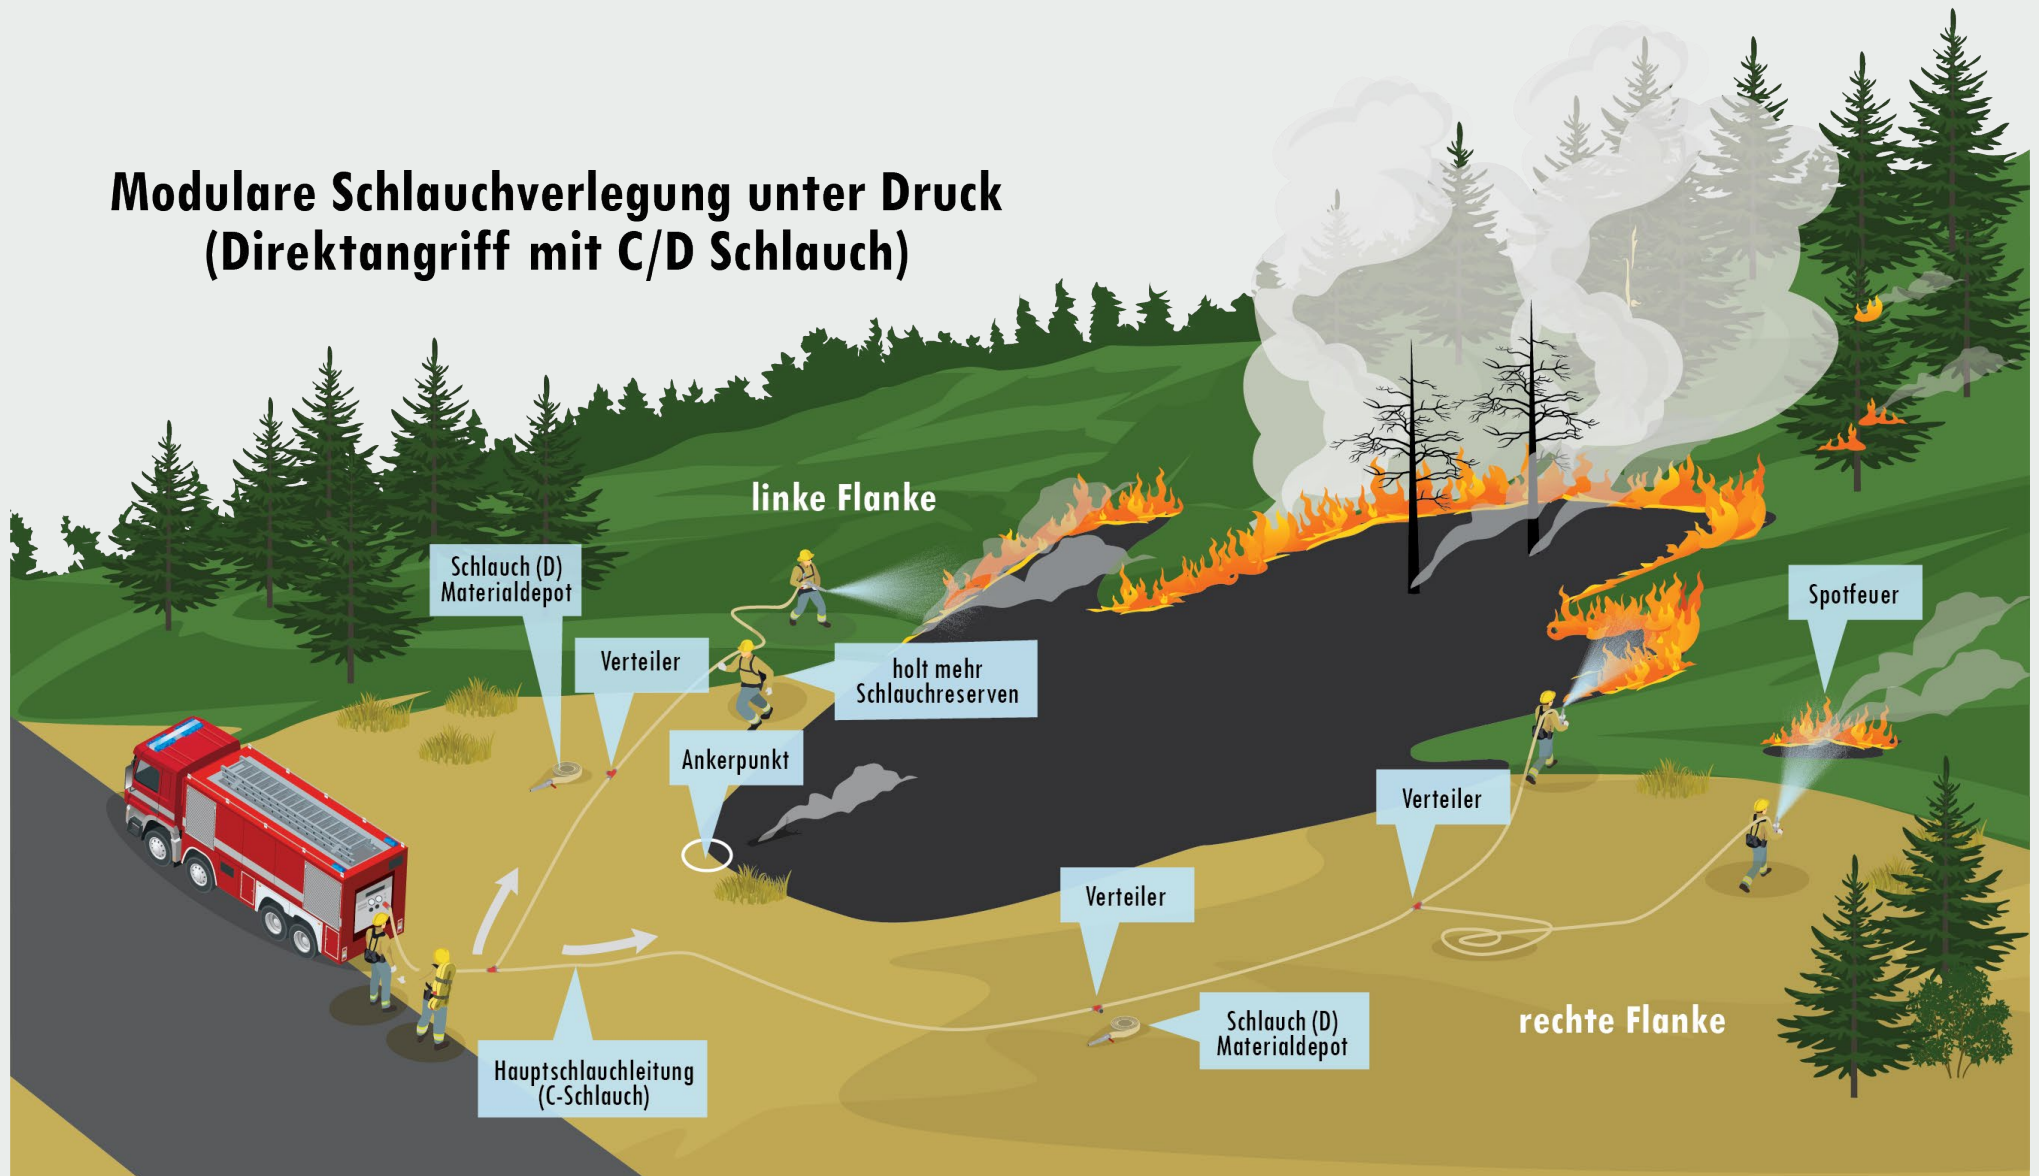 Modulare Schlauchverlegung unter Druck
(Direktangriff mit C/D Schlauch)
linke Flanke
Schlauch (D)
Materialdepot
Verteiler
holt mehr
Schlauchreserven
Ankerpunkt
Spotfeuer
Verteiler
Verteiler
Schlauch (D)
Materialdepot
rechte Flanke
Hauptschlauchleitung
(C-Schlauch)